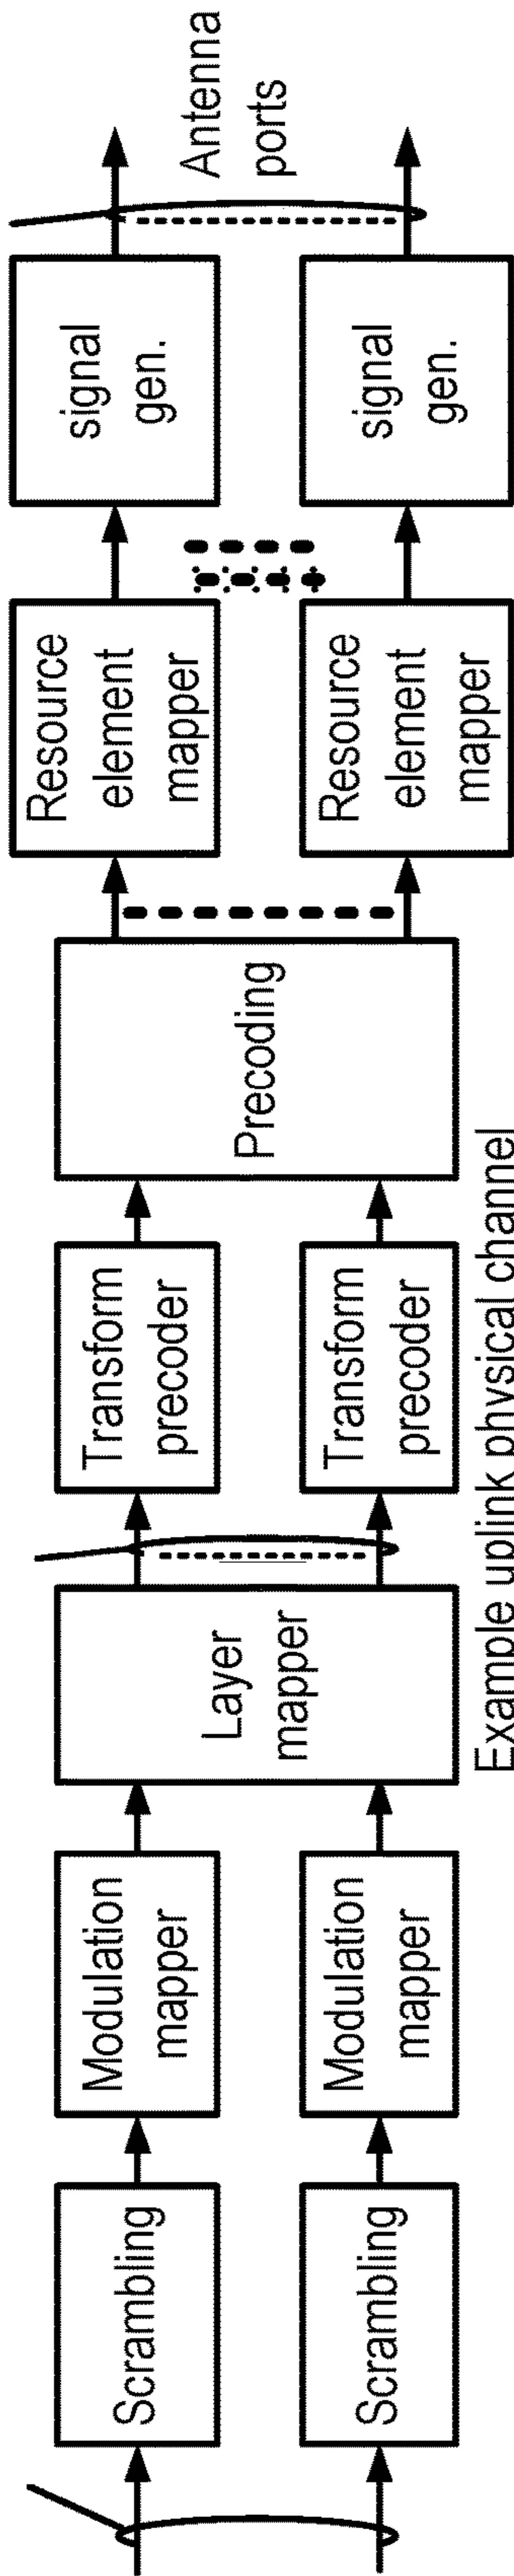 Scrambling
Scrambling
Modulation
mapper
Modulation
mapper
Layer
mapper
Transform
precoder
Transform
precoder
Precoding
Resource
element
mapper
Resource
element
mapper
signal
gen.
signal
gen.
Antenna
ports
Example uplink physical channel